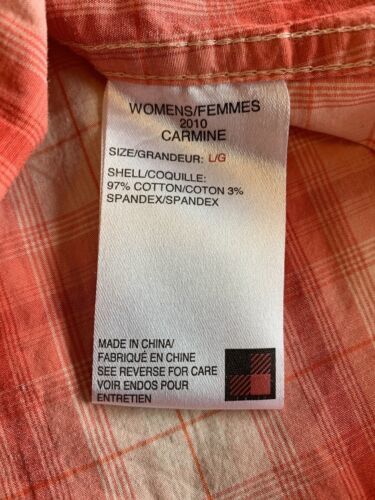 WOMENS/FEMMES
2010
CARMINE
SIZE/GRANDEUR: L/G
SHELL/COQUILLE:
97% COTTON/COTON 3%
SPANDEX/SPANDEX
MADE IN CHINA/
FABRIQUÉ EN CHINE
SEE REVERSE FOR CARE
VOIR ENDOS POUR
ENTRETIEN